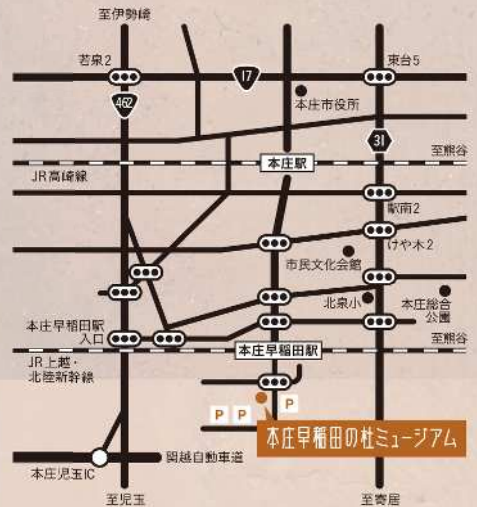 至伊勢崎
若泉2
17
東台5
462
本庄市役所
31
本庄駅
至熊谷
JR高崎線
駅南2
けや木2
市民文化会館
北泉小
本庄総合
公園
本庄早稲田駅
入口
本庄早稲田駅
至熊谷
JR上越・
北陸新幹線
P
P
P
本庄早稲田の杜ミュージアム
関越自動車道
本庄児玉IC
至児玉
至寄居